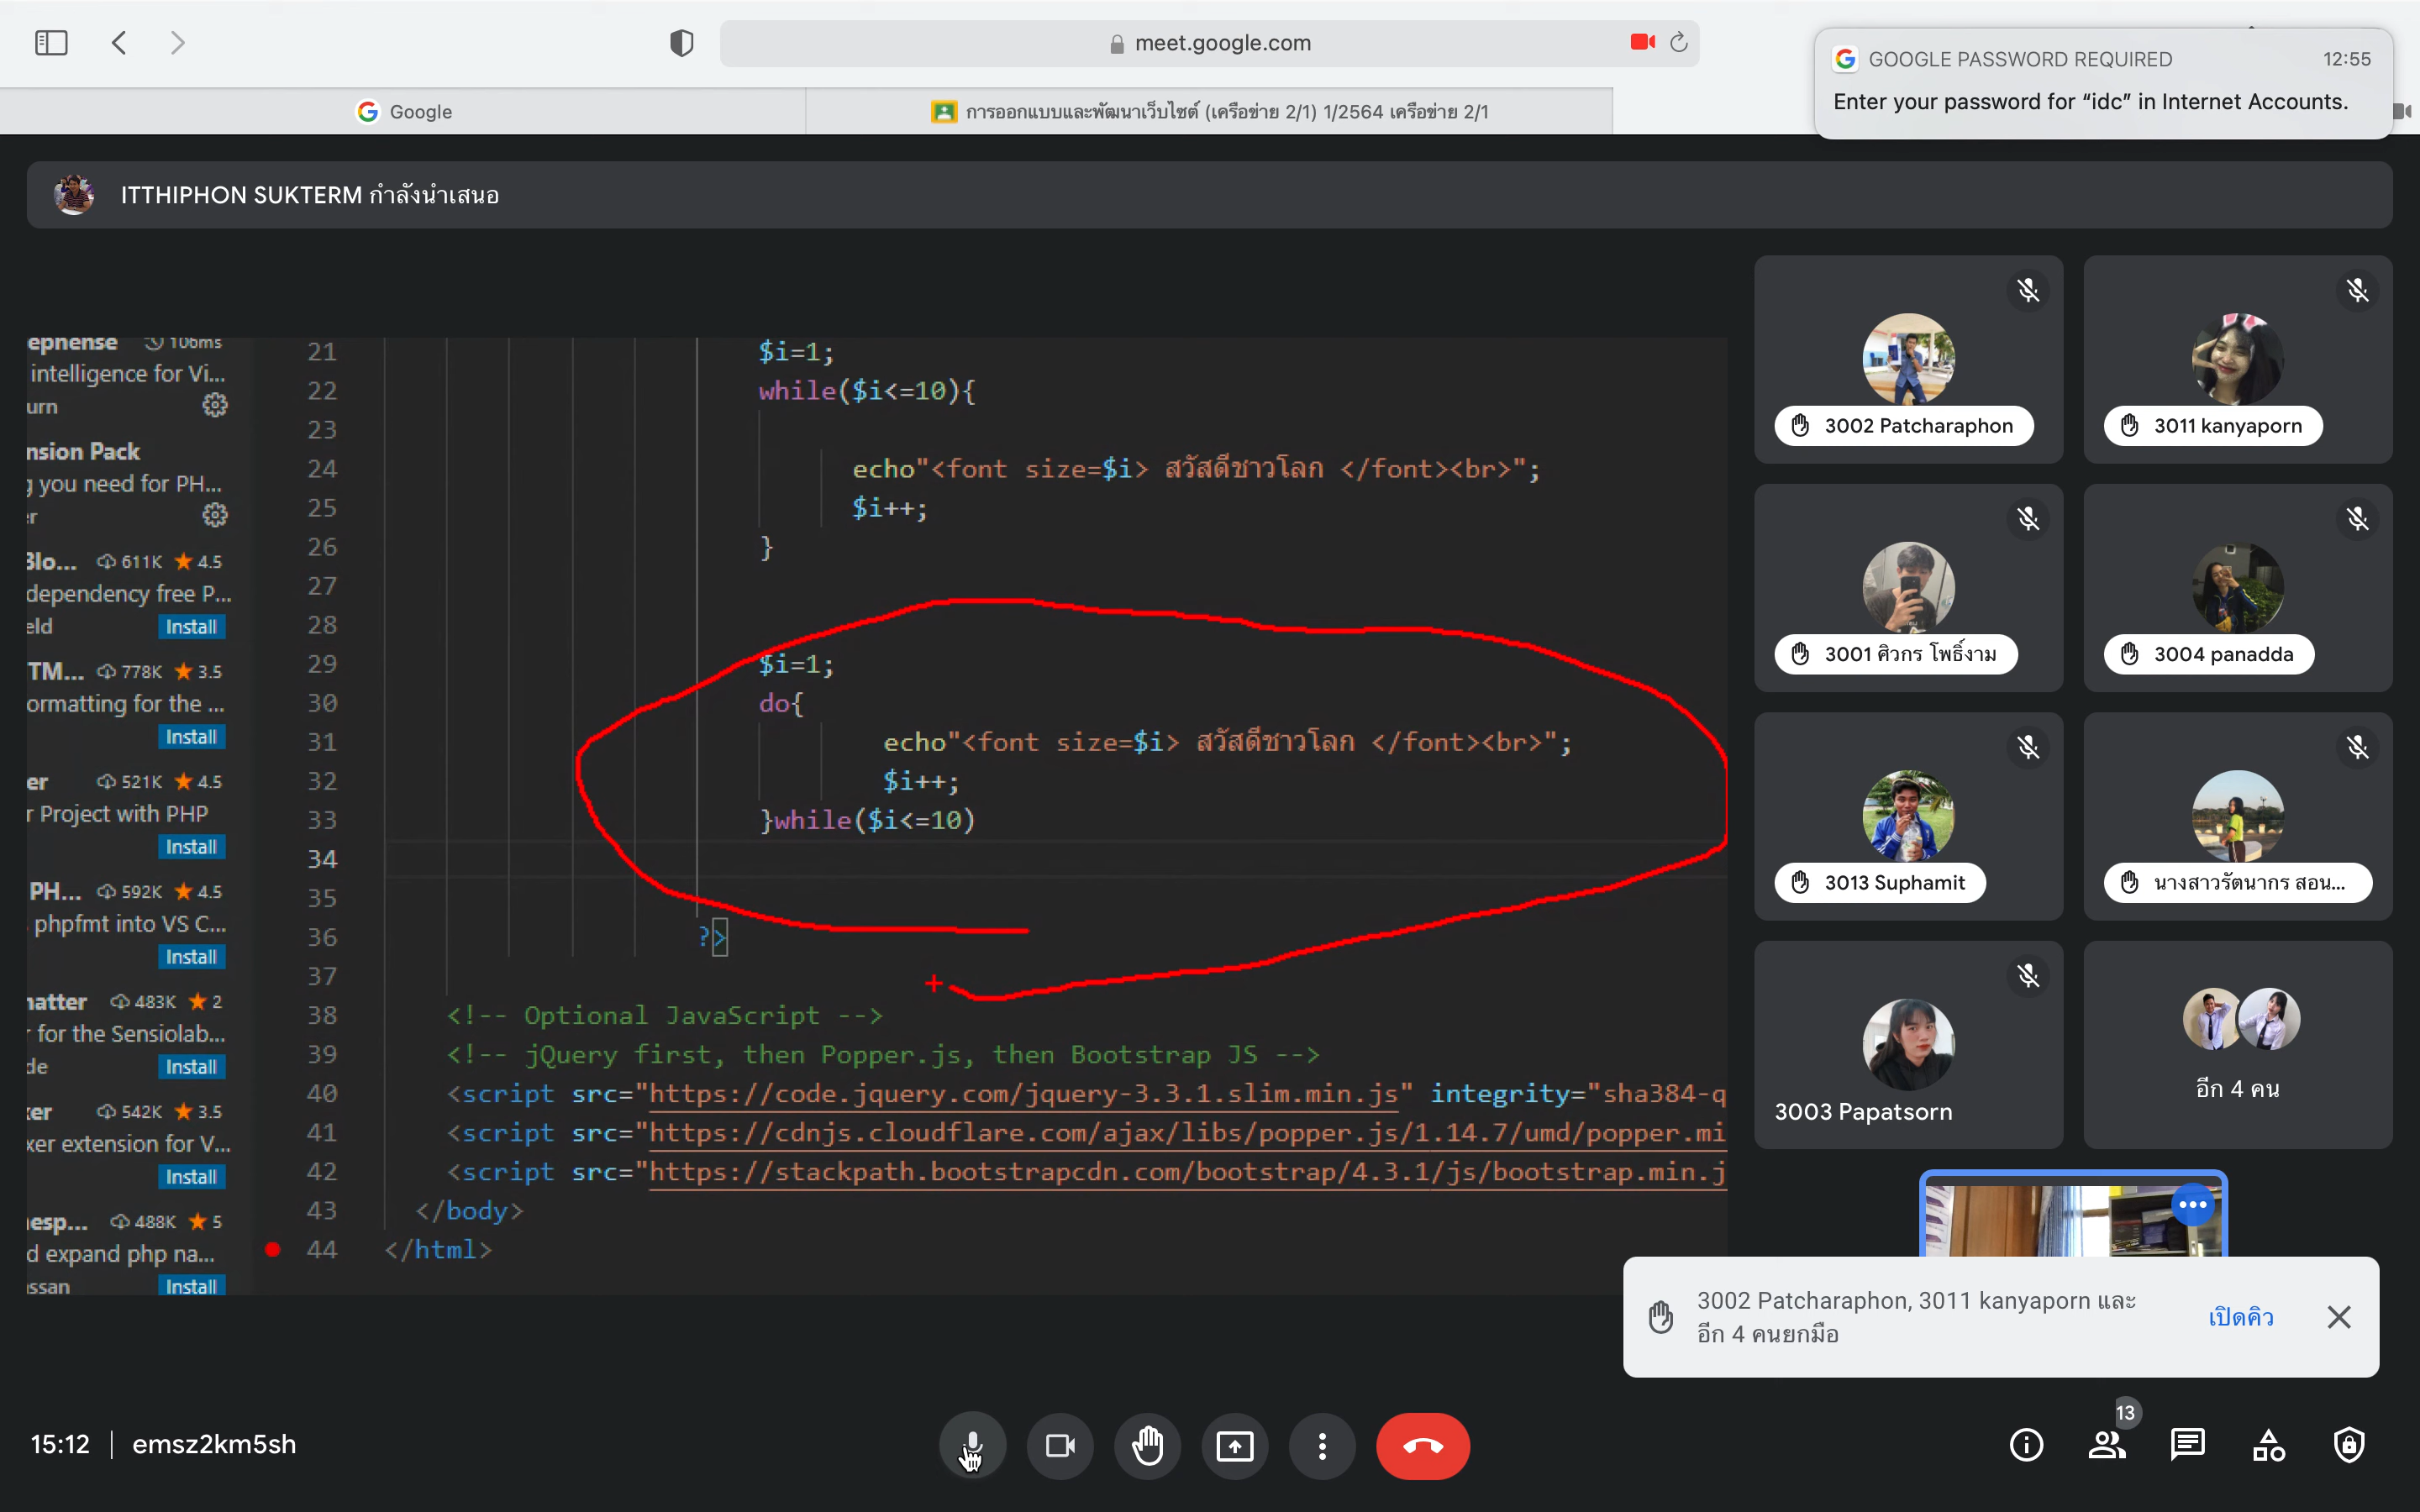 meet.google.com
GOOGLE PASSWORD REQUIRED 12:55
Enter your password for “idc” in Internet Accounts.
Google
การออกแบบและพัฒนาเว็บไซต์ (เครือข่าย 2/1) 1/2564 เครือข่าย 2/1
ITTHIPHON SUKTERM กำลังนำเสนอ
ephense 106ms
intelligence for Vi...
urn
nsion Pack
g you need for PH...
er
Blo... 611K 4.5
dependency free P...
eld Install
TM... 778K 3.5
ormatting for the ...
Install
er 521K 4.5
r Project with PHP
Install
PH... 592K 4.5
phpfmt into VS C...
Install
natter 483K 2
r for the Sensiolab...
de Install
ker 542K 3.5
xer extension for V...
Install
nesp... 488K 5
d expand php na...
assan Install
21 $i=1;
22 while($i<=10){
23
24 echo"<font size=$i> สวัสดีชาวโลก </font><br>";
25 $i++;
26 }
27
28
29 $i=1;
30 do{
31 echo"<font size=$i> สวัสดีชาวโลก </font><br>";
32 $i++;
33 }while($i<=10)
34
35
36 ?>
37
38 <!-- Optional JavaScript -->
39 <!-- jQuery first, then Popper.js, then Bootstrap JS -->
40 <script src="https://code.jquery.com/jquery-3.3.1.slim.min.js" integrity="sha384-q
41 <script src="https://cdnjs.cloudflare.com/ajax/libs/popper.js/1.14.7/umd/popper.mi
42 <script src="https://stackpath.bootstrapcdn.com/bootstrap/4.3.1/js/bootstrap.min.j
43 </body>
44 </html>
3002 Patcharaphon
3011 kanyaporn
3001 ศิวกร โพธิ์งาม
3004 panadda
3013 Suphamit
นางสาวรัตนากร สอน...
3003 Papatsorn
อีก 4 คน
3002 Patcharaphon, 3011 kanyaporn และ
อีก 4 คนยกมือ
เปิดคิว
15:12 | emsz2km5sh
13